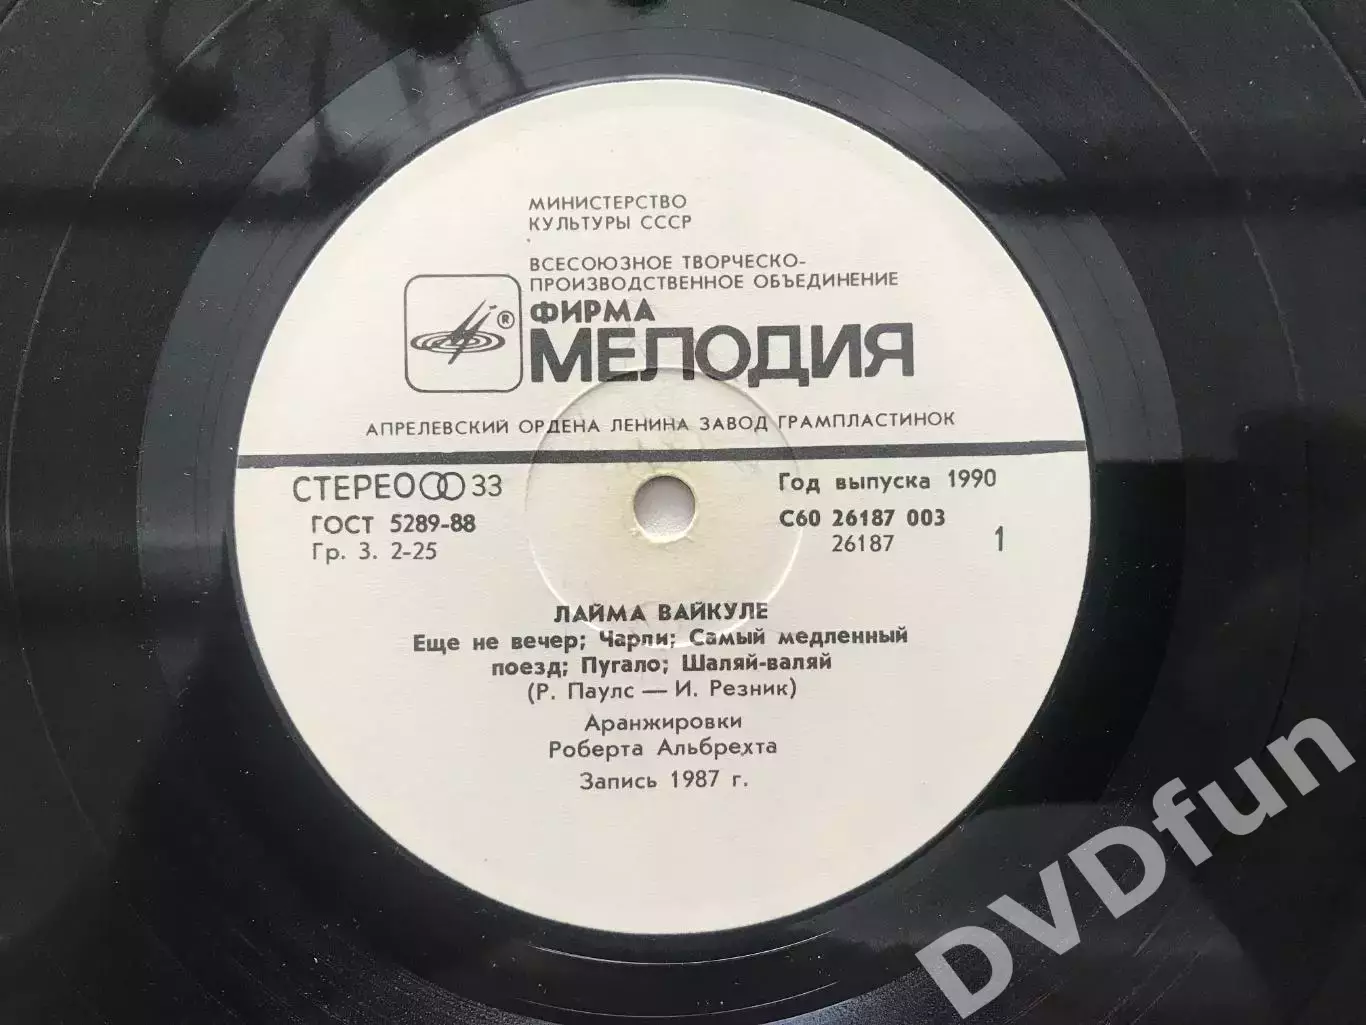 МИНИСТЕРСТВО
КУЛЬТУРЫ СССР
ВСЕСОЮЗНОЕ ТВОРЧЕСКО-
ПРОИЗВОДСТВЕННОЕ ОБЪЕДИНЕНИЕ
®
ФИРМА
МЕЛОДИЯ
АПРЕЛЕВСКИЙ ОРДЕНА ЛЕНИНА ЗАВОД ГРАМПЛАСТИНОК
СТЕРЕО 33
ГОСТ 5289-88
Гр. 3. 2-25
Год выпуска 1990
С60 26187 003
26187
1
ЛАЙМА ВАЙКУЛЕ
Еще не вечер; Чарли; Самый медленный
поезд; Пугало; Шаляй-валяй
(Р. Паулс — И. Резник)
Аранжировки
Роберта Альбрехта
Запись 1987 г.
DVDfun